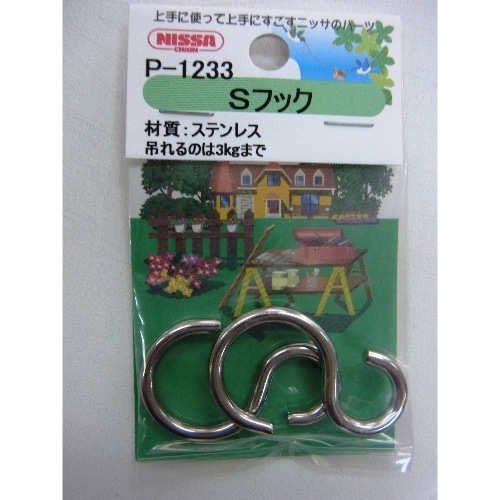 上手に使って上手にすごすニッサのパーツ
NISSA
CHAIN
P-1233
Sフック
材質:ステンレス
吊れるのは3kgまで